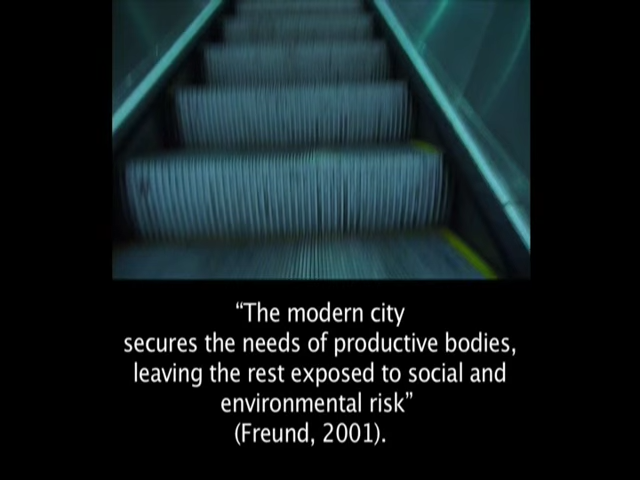 “The modern city
secures the needs of productive bodies,
leaving the rest exposed to social and
environmental risk”
(Freund, 2001).